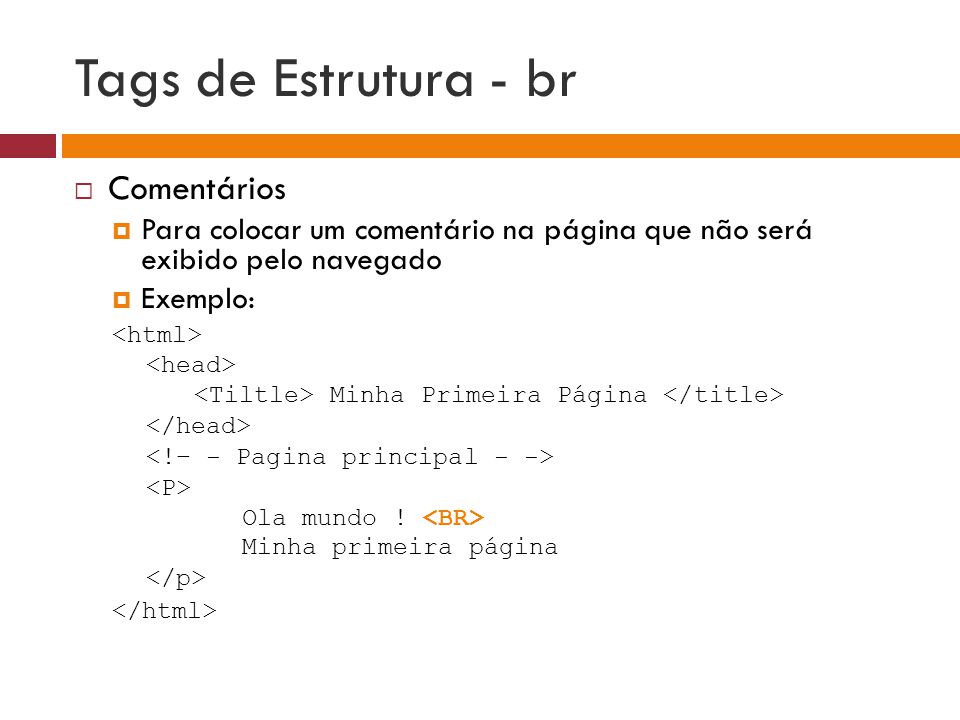 Tags de Estrutura - br
Comentários
Para colocar um comentário na página que não será
exibido pelo navegado
Exemplo:
<html>
<head>
<Tiltle> Minha Primeira Página </title>
</head>
<!– - Pagina principal - ->
<P>
Ola mundo ! <BR>
Minha primeira página
</p>
</html>